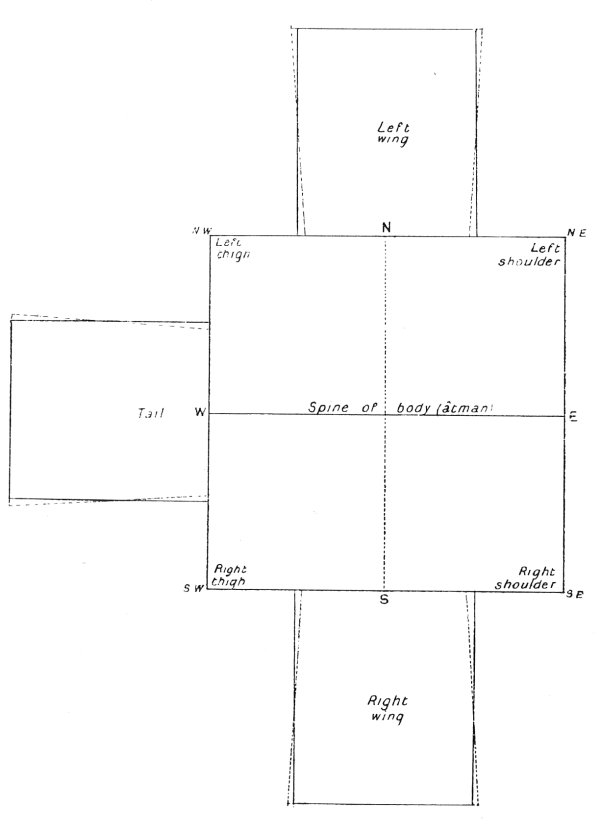 Left
wing
N W
N
N E
Left
thigh
Left
shoulder
Tail
W
Spine of body (âtman)
E
Right
thigh
Right
shoulder
S W
S
S E
Right
wing